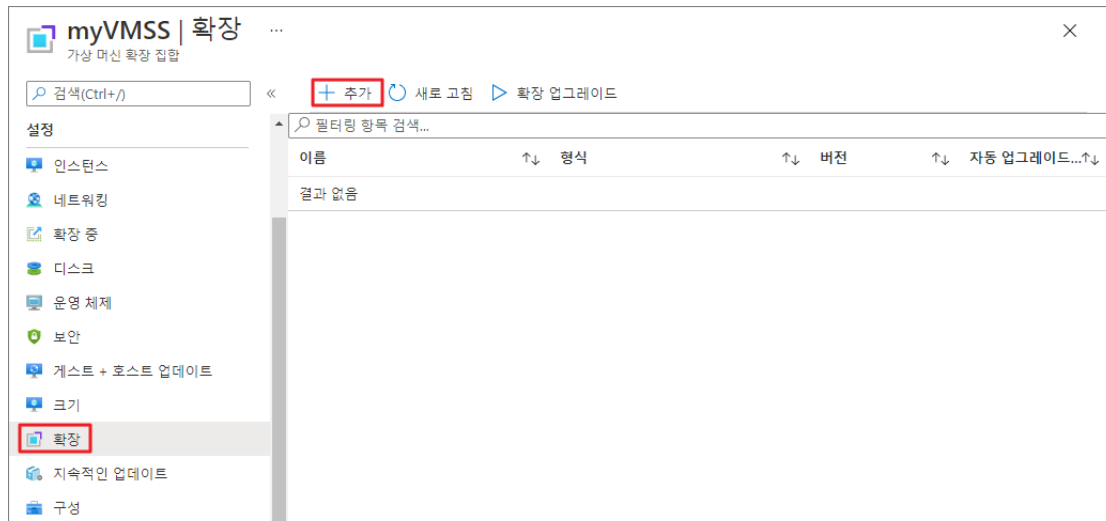 myVMSS | 확장 ...
가상 머신 확장 집합
검색(Ctrl+/)
«
추가 새로 고침 확장 업그레이드
설정
필터링 항목 검색...
이름 형식 버전 자동 업그레이드...
결과 없음
인스턴스
네트워킹
확장 중
디스크
운영 체제
보안
게스트 + 호스트 업데이트
크기
확장
지속적인 업데이트
구성